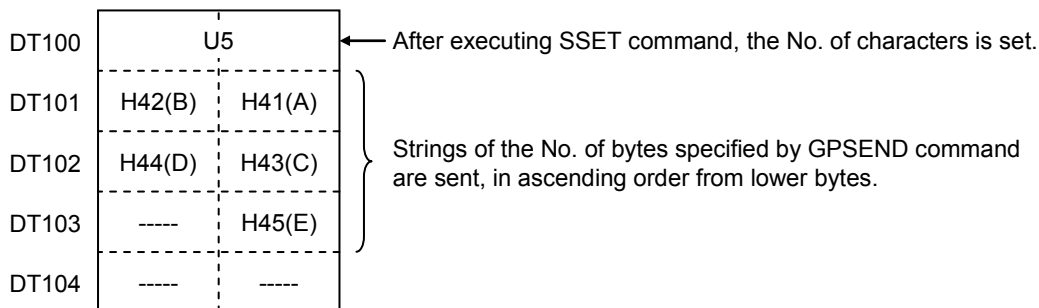 DT100 U5 After executing SSET command, the No. of characters is set.
DT101 H42(B) H41(A)
DT102 H44(D) H43(C)
Strings of the No. of bytes specified by GPSEND command
are sent, in ascending order from lower bytes.
DT103 ----- H45(E)
DT104 ----- -----